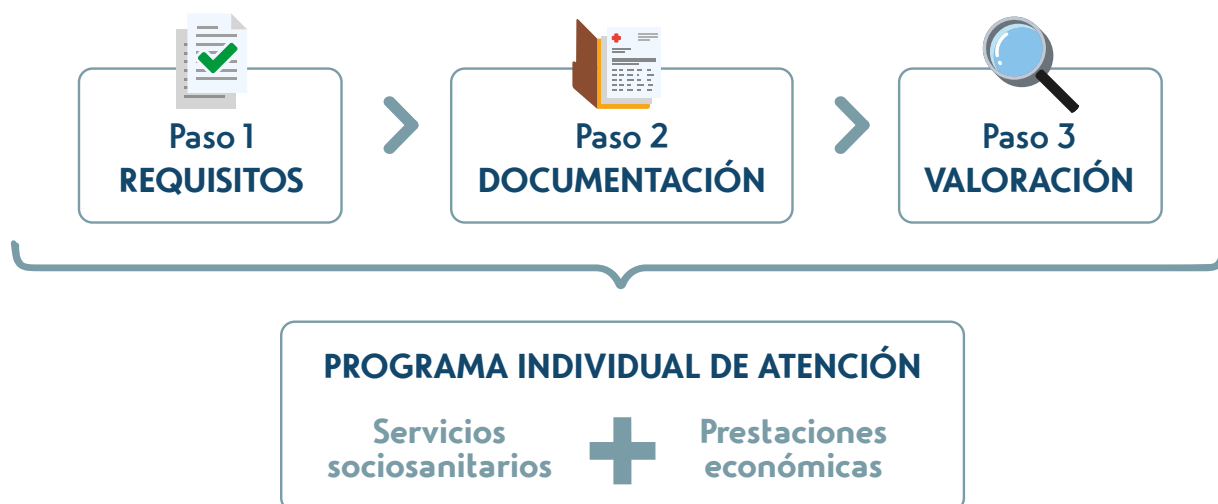 Paso 1
REQUISITOS
Paso 2
DOCUMENTACIÓN
Paso 3
VALORACIÓN
PROGRAMA INDIVIDUAL DE ATENCIÓN
Servicios
sociosanitarios
Prestaciones
económicas